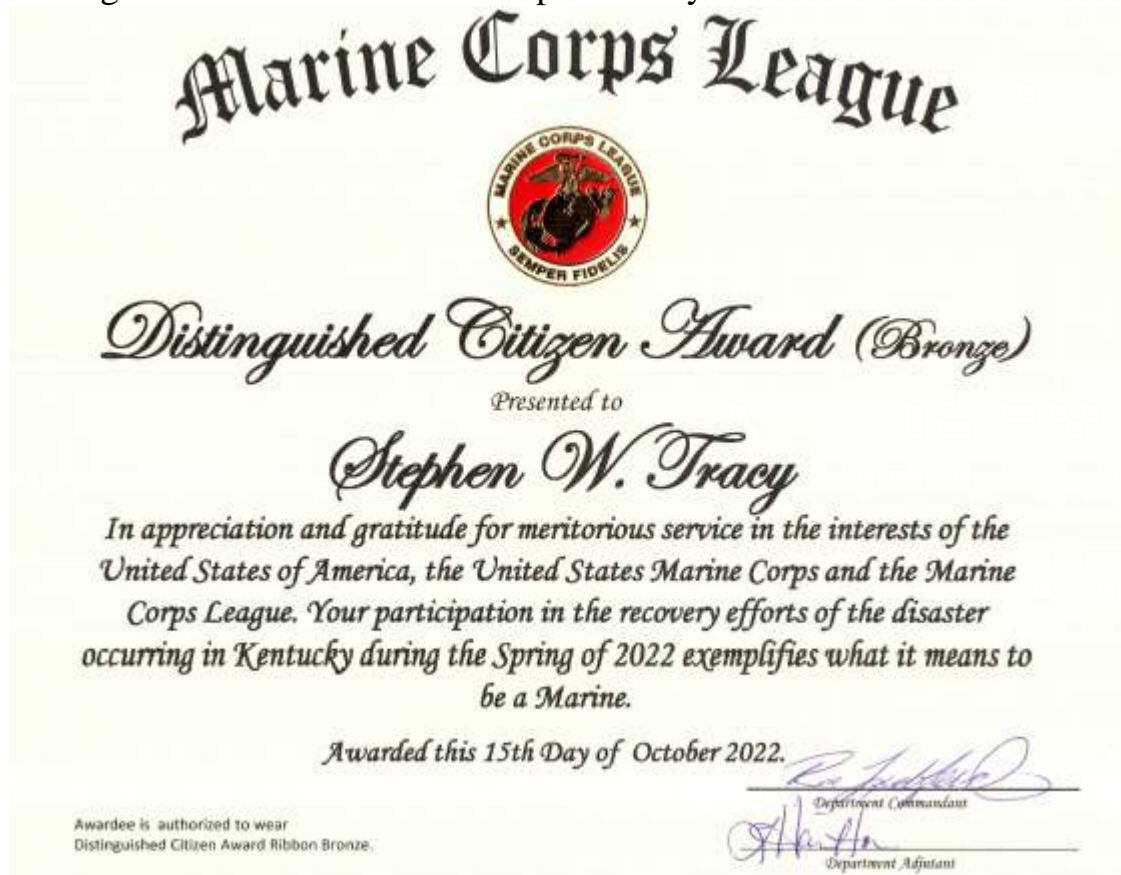 Marine Corps League
MARINE CORPS LEAGUE
SEMPER FIDELIS
Distinguished Citizen Award (Bronze)
Presented to
Stephen W. Tracy
In appreciation and gratitude for meritorious service in the interests of the
United States of America, the United States Marine Corps and the Marine
Corps League. Your participation in the recovery efforts of the disaster
occurring in Kentucky during the Spring of 2022 exemplifies what it means to
be a Marine.
Awarded this 15th Day of October 2022.
Department Commandant
Awardee is authorized to wear
Distinguished Citizen Award Ribbon Bronze.
Department Adjutant